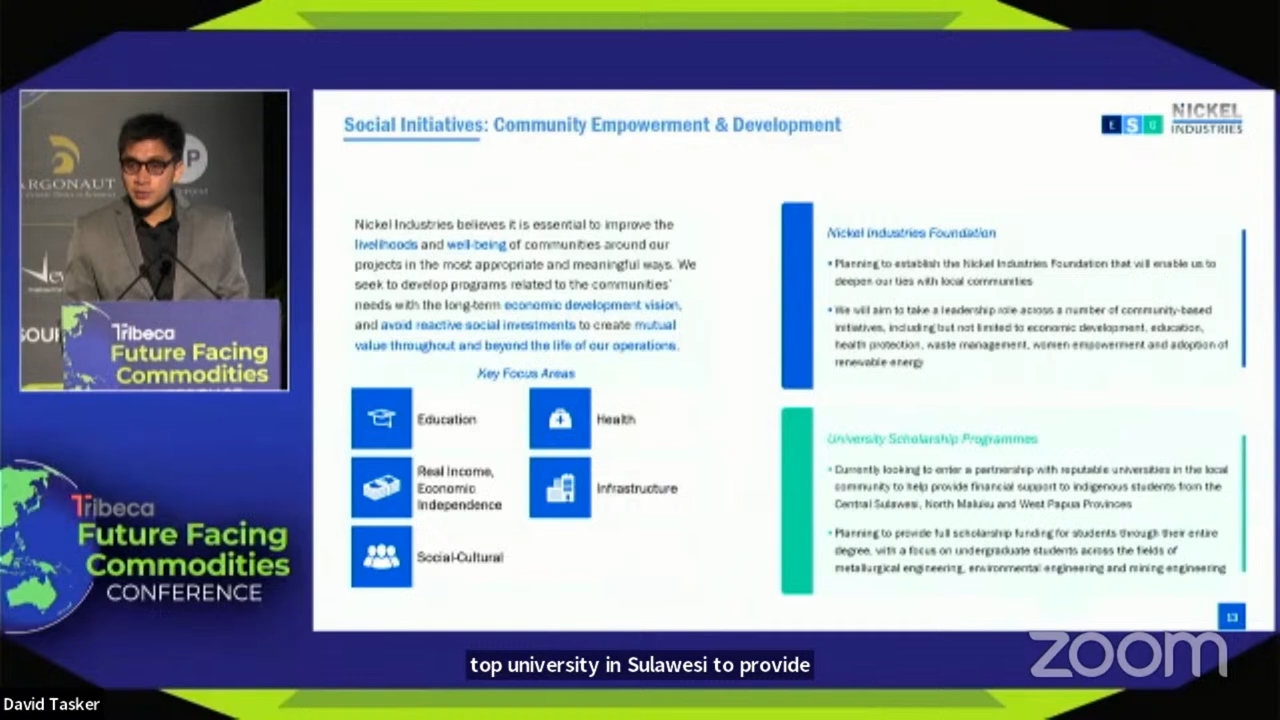 Social Initiatives: Community Empowerment & Development
E S G
NICKEL
INDUSTRIES
Nickel Industries believes it is essential to improve the
livelihoods and well-being of communities around our
projects in the most appropriate and meaningful ways. We
seek to develop programs related to the communities'
needs with the long-term economic development vision,
and avoid reactive social investments to create mutual
value throughout and beyond the life of our operations.
Key Focus Areas
Education
Health
Real Income,
Economic
Independence
Infrastructure
Social-Cultural
Nickel Industries Foundation
• Planning to establish the Nickel Industries Foundation that will enable us to
deepen our ties with local communities
• We will aim to take a leadership role across a number of community-based
initiatives, including but not limited to economic development, education,
health protection, waste management, women empowerment and adoption of
renewable energy
University Scholarship Programmes
• Currently looking to enter a partnership with reputable universities in the local
community to help provide financial support to indigenous students from the
Central Sulawesi, North Maluku and West Papua Provinces
• Planning to provide full scholarship funding for students through their entire
degree, with a focus on undergraduate students across the fields of
metallurgical engineering, environmental engineering and mining engineering
13
ARGONAUT
P
Tribeca
Future Facing
Commodities
Tribeca
Future Facing
Commodities
CONFERENCE
zoom
top university in Sulawesi to provide
David Tasker